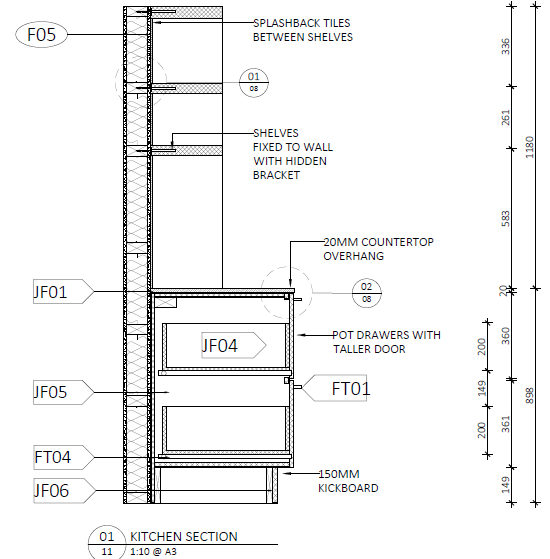 F05
SPLASHBACK TILES
BETWEEN SHELVES
01
08
SHELVES
FIXED TO WALL
WITH HIDDEN
BRACKET
20MM COUNTERTOP
OVERHANG
JF01
02
08
JF04
POT DRAWERS WITH
TALLER DOOR
JF05
FT01
FT04
JF06
150MM
KICKBOARD
336
261
583
1180
20
360
200
149
200
361
898
149
01
11
KITCHEN SECTION
1:10 @ A3